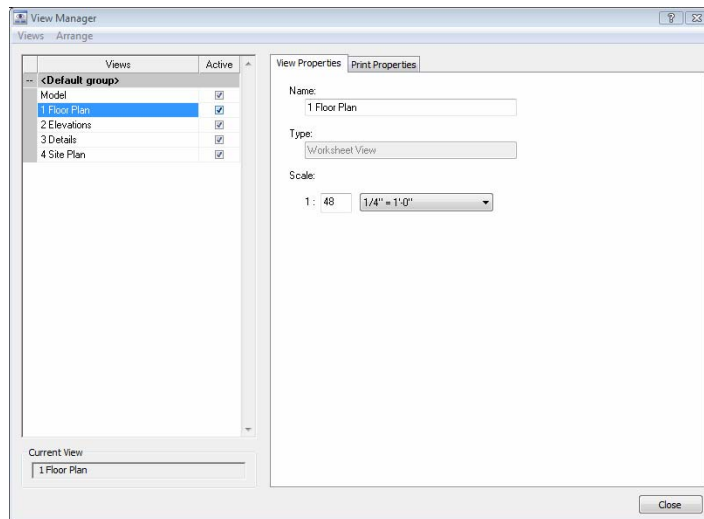 View Manager
Views Arrange
Views Active
<Default group>
Model
1 Floor Plan
2 Elevations
3 Details
4 Site Plan
Current View
1 Floor Plan
View Properties Print Properties
Name:
1 Floor Plan
Type:
Worksheet View
Scale:
1 : 48 1/4" = 1'-0"
Close